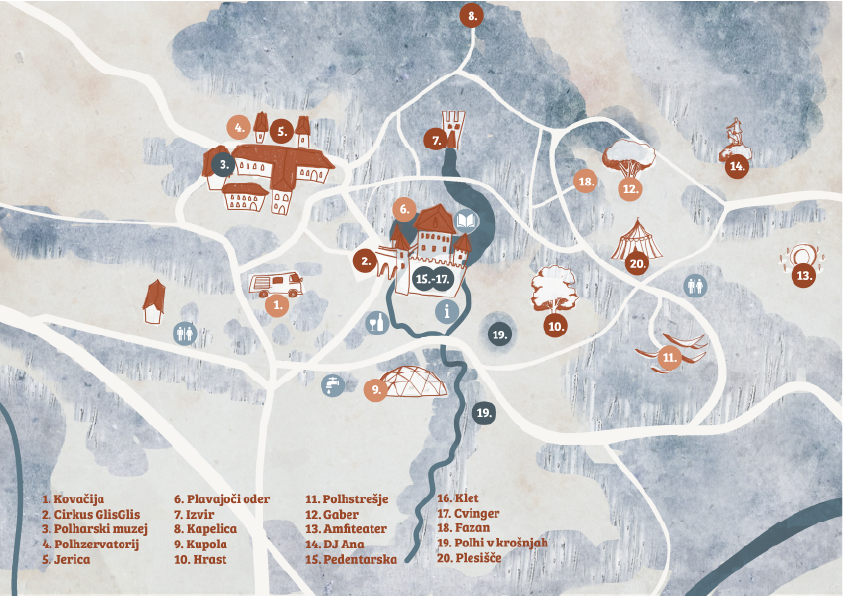 8.
4.
5.
7.
3.
14.
18.
12.
6.
2.
20.
13.
15.-17.
1.
i
10.
19.
11.
9.
19.
1. Kovačija
2. Cirkus GlisGlis
3. Polharski muzej
4. Polhzervatorij
5. Jerica
6. Plavajoči oder
7. Izvir
8. Kapelica
9. Kupola
10. Hrast
11. Polhstrešje
12. Gaber
13. Amfiteater
14. DJ Ana
15. Pedentarska
16. Klet
17. Cvinger
18. Fazan
19. Polhi v krošnjah
20. Plesišče